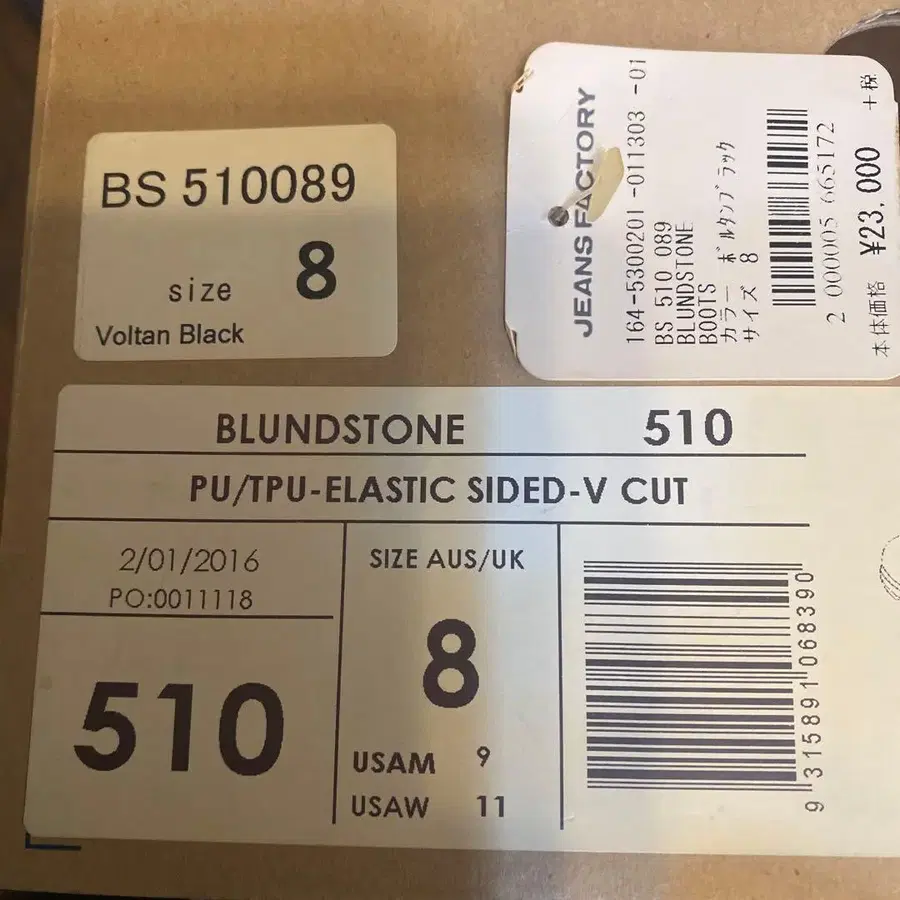 BS 510089
size 8
Voltan Black
JEANS FACTORY
164-5300201-011303 -01
BS 510 089
BLUNDSTONE
BOOTS
カラー ボルタンブラック
サイズ 8
2 000005 665172
本体価格 ¥23,000 +税
BLUNDSTONE 510
PU/TPU-ELASTIC SIDED-V CUT
2/01/2016
PO:0011118
510
SIZE AUS/UK
8
USAM 9
USAW 11
9 315891 068390